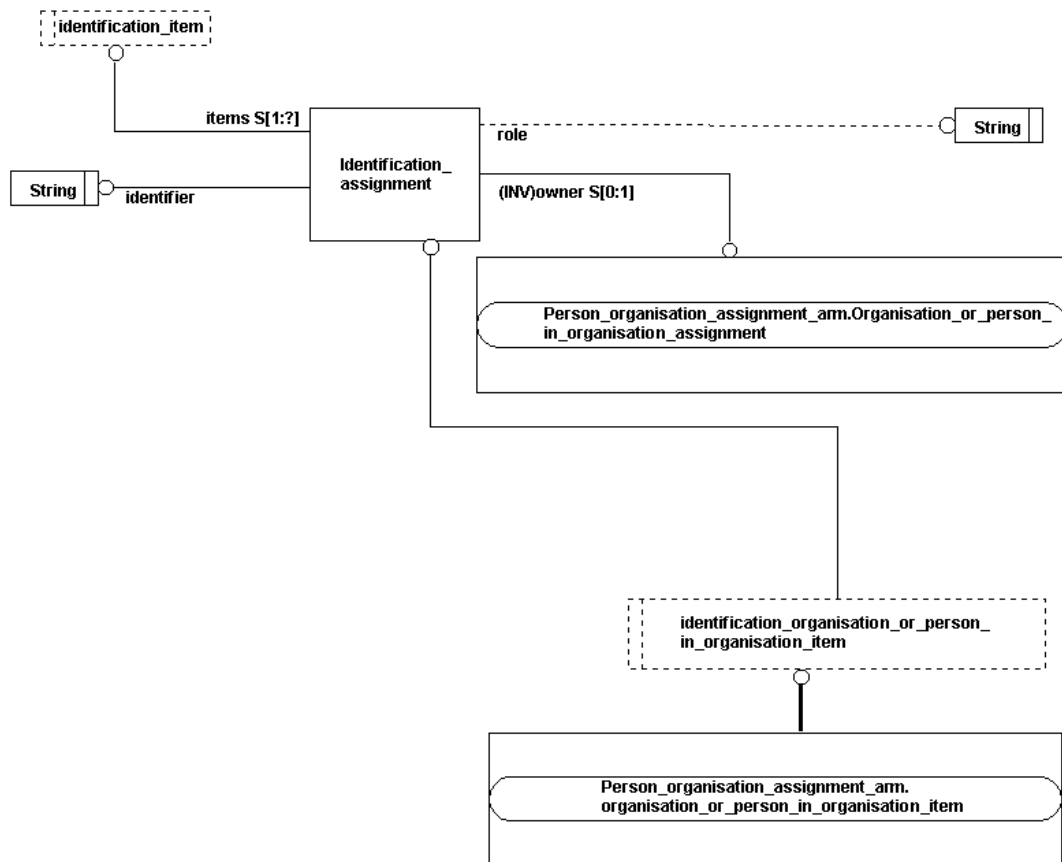 identification_item
items S[1:?]
role
String
Identification_
assignment
String
identifier
(INV)owner S[0:1]
Person_organisation_assignment_arm.Organisation_or_person_
in_organisation_assignment
identification_organisation_or_person_
in_organisation_item
Person_organisation_assignment_arm.
organisation_or_person_in_organisation_item